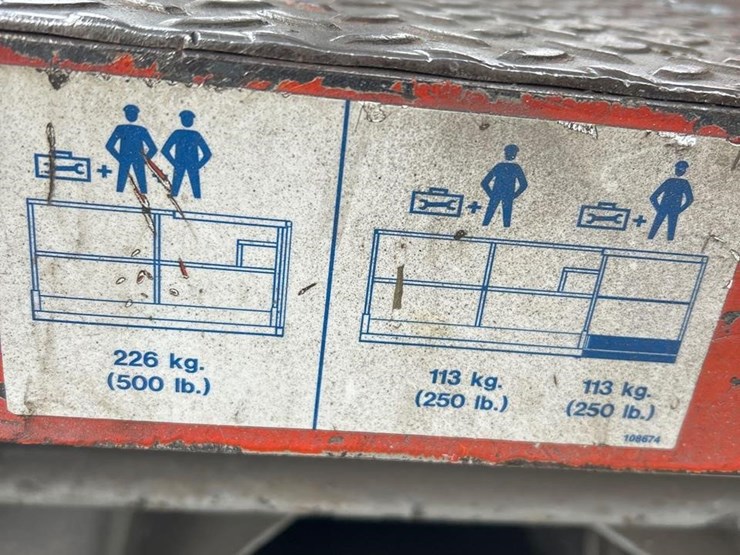 +
226 kg.
(500 lb.)
+
+
113 kg.
(250 lb.)
113 kg.
(250 lb.)
108674